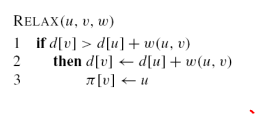 RELAX(u, v, w)
1 if d[v] > d[u] + w(u, v)
2 then d[v] ← d[u] + w(u, v)
3 π[v] ← u